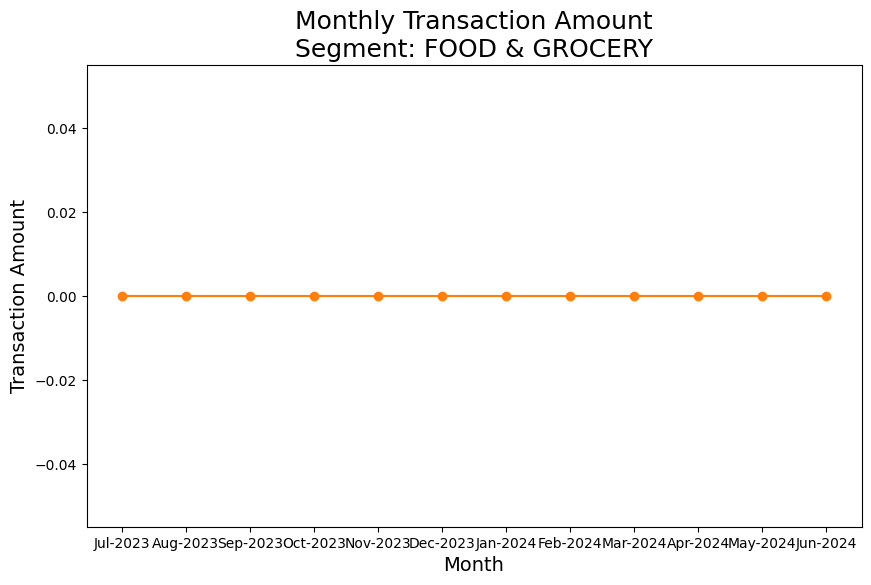 Monthly Transaction Amount
Segment: FOOD & GROCERY
Transaction Amount
0.04
0.02
0.00
−0.02
−0.04
Jul-2023 Aug-2023 Sep-2023 Oct-2023 Nov-2023 Dec-2023 Jan-2024 Feb-2024 Mar-2024 Apr-2024 May-2024 Jun-2024
Month